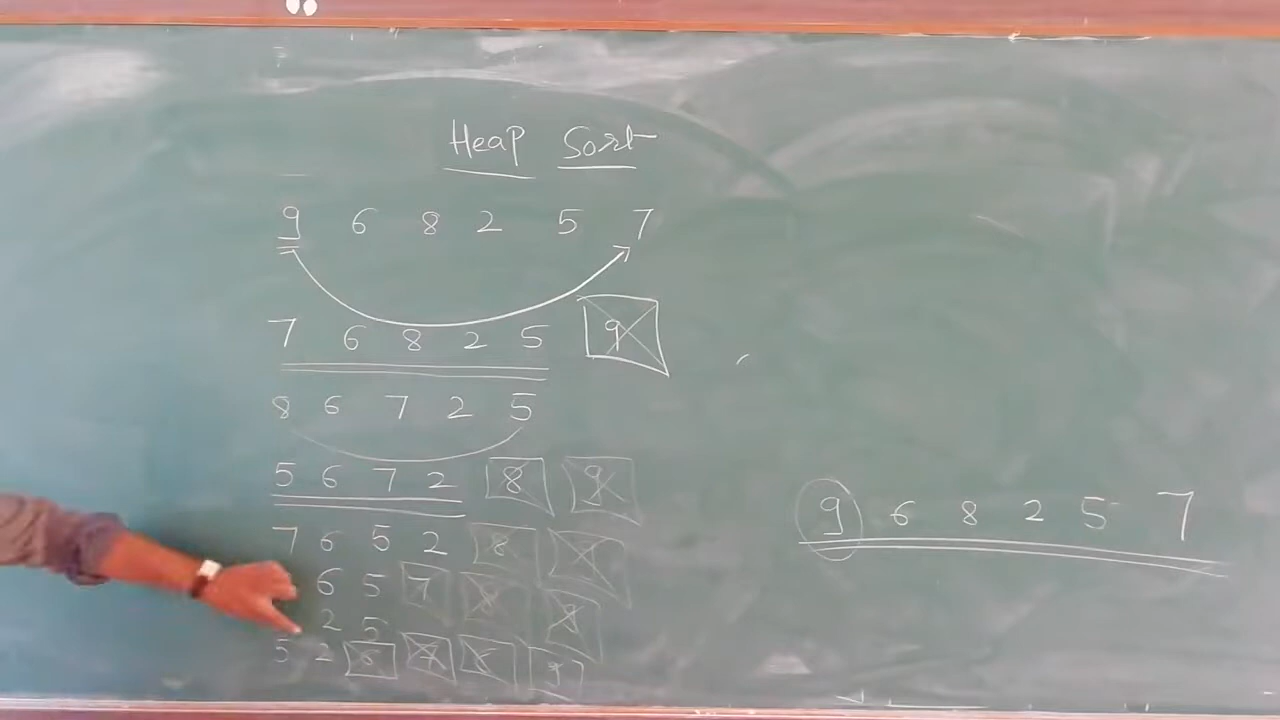 Heap Sort
9 6 8 2 5 7
7 6 8 2 5 9
8 6 7 2 5
5 6 7 2 8 9
7 6 5 2 8
6 5 7
2 5
5 2
9 6 8 2 5 7